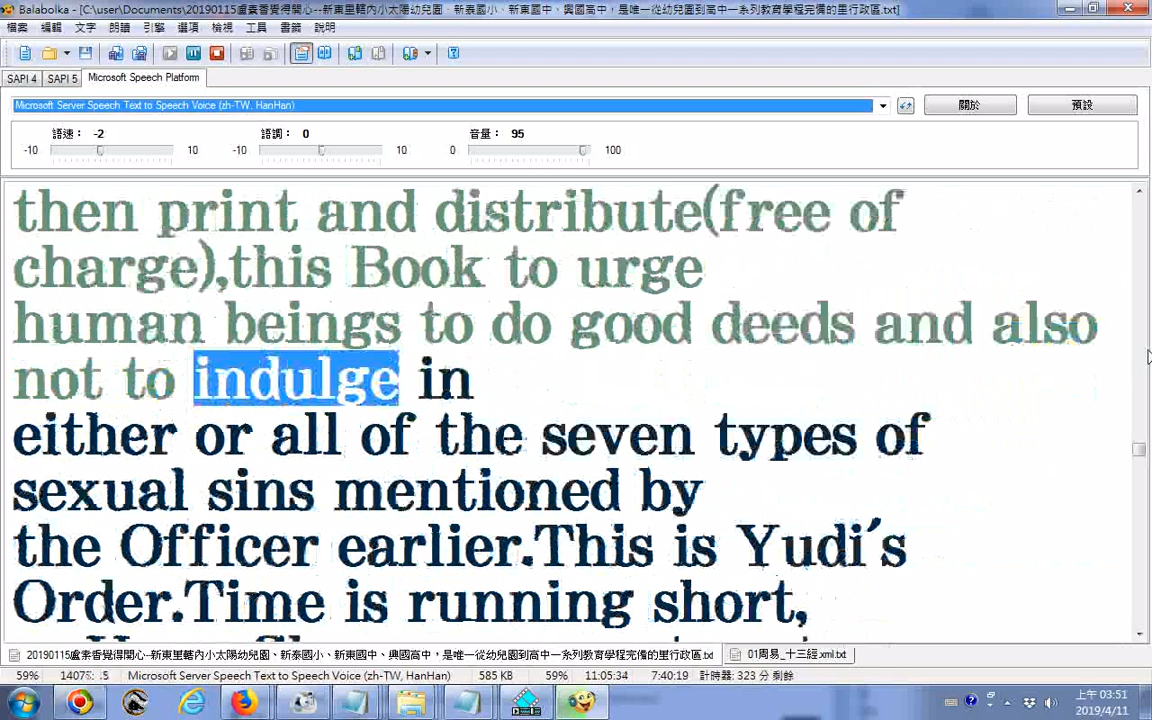 Balabolka - [C:\user\Documents\20190115盧素香覺得開心--新東里轄內小太陽幼兒園、新泰國小、新東國中、興國高中，是唯一從幼兒園到高中一系列教育學程完備的里行政區.txt]
檔案 編輯 文字 朗讀 引擎 選項 檢視 工具 書籤 說明
SAPI 4 SAPI 5 Microsoft Speech Platform
Microsoft Server Speech Text to Speech Voice (zh-TW, HanHan) 關於 預設
語速： -2 語調： 0 音量： 95
-10 10 -10 10 0 100
then print and distribute(free of
charge),this Book to urge
human beings to do good deeds and also
not to indulge in
either or all of the seven types of
sexual sins mentioned by
the Officer earlier.This is Yudi's
Order.Time is running short,
20190115盧素香覺得開心--新東里轄內小太陽幼兒園、新泰國小、新東國中、興國高中，是唯一從幼兒園到高中一系列教育學程完備的里行政區.txt 01周易_十三經.xml.txt
59% Microsoft Server Speech Text to Speech Voice (zh-TW, HanHan) 585 KB 59% 11:05:34 7:40:19 計時器: 323 分 剩餘
上午 03:51
2019/4/11